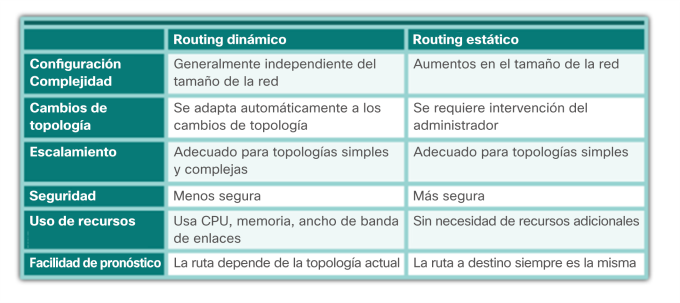 Routing dinámico Routing estático
Configuración Complejidad Generalmente independiente del tamaño de la red Aumentos en el tamaño de la red
Cambios de topología Se adapta automáticamente a los cambios de topología Se requiere intervención del administrador
Escalamiento Adecuado para topologías simples y complejas Adecuado para topologías simples
Seguridad Menos segura Más segura
Uso de recursos Usa CPU, memoria, ancho de banda de enlaces Sin necesidad de recursos adicionales
Facilidad de pronóstico La ruta depende de la topología actual La ruta a destino siempre es la misma